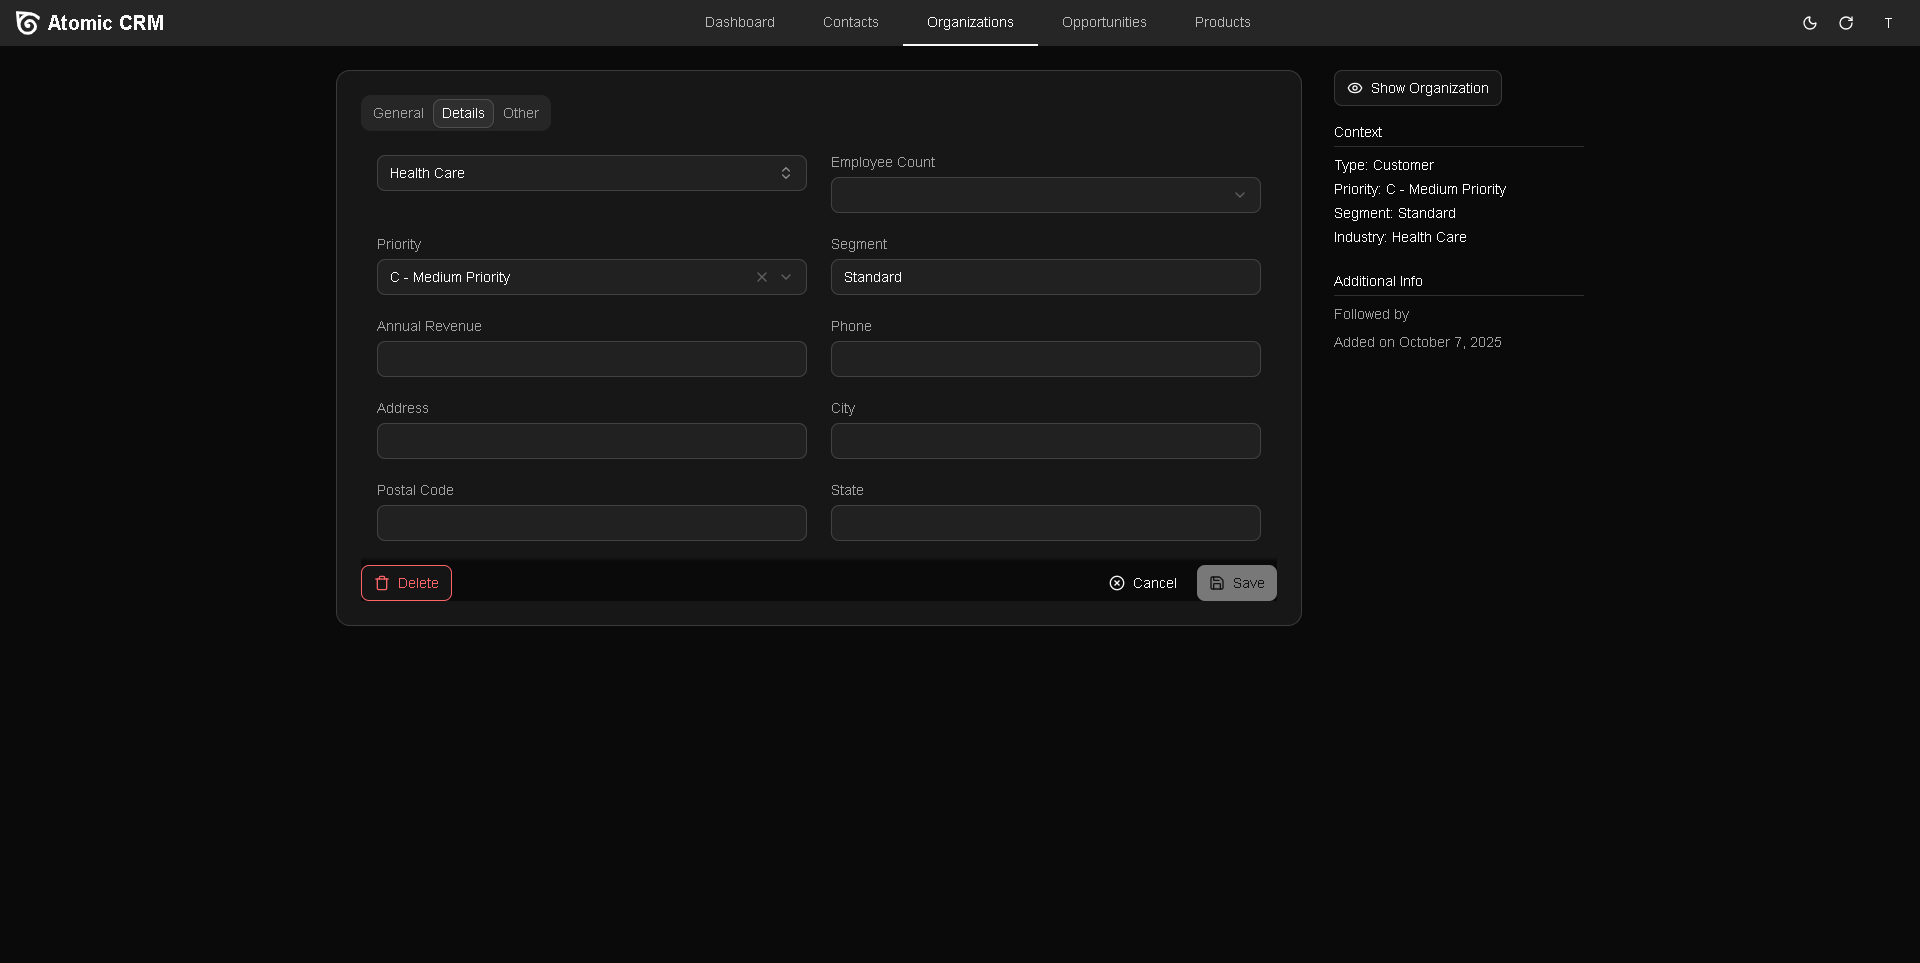 Atomic CRM
Dashboard
Contacts
Organizations
Opportunities
Products
T
General
Details
Other
Health Care
Employee Count
Priority
C - Medium Priority
Segment
Standard
Annual Revenue
Phone
Address
City
Postal Code
State
Delete
Cancel
Save
Show Organization
Context
Type: Customer
Priority: C - Medium Priority
Segment: Standard
Industry: Health Care
Additional Info
Followed by
Added on October 7, 2025